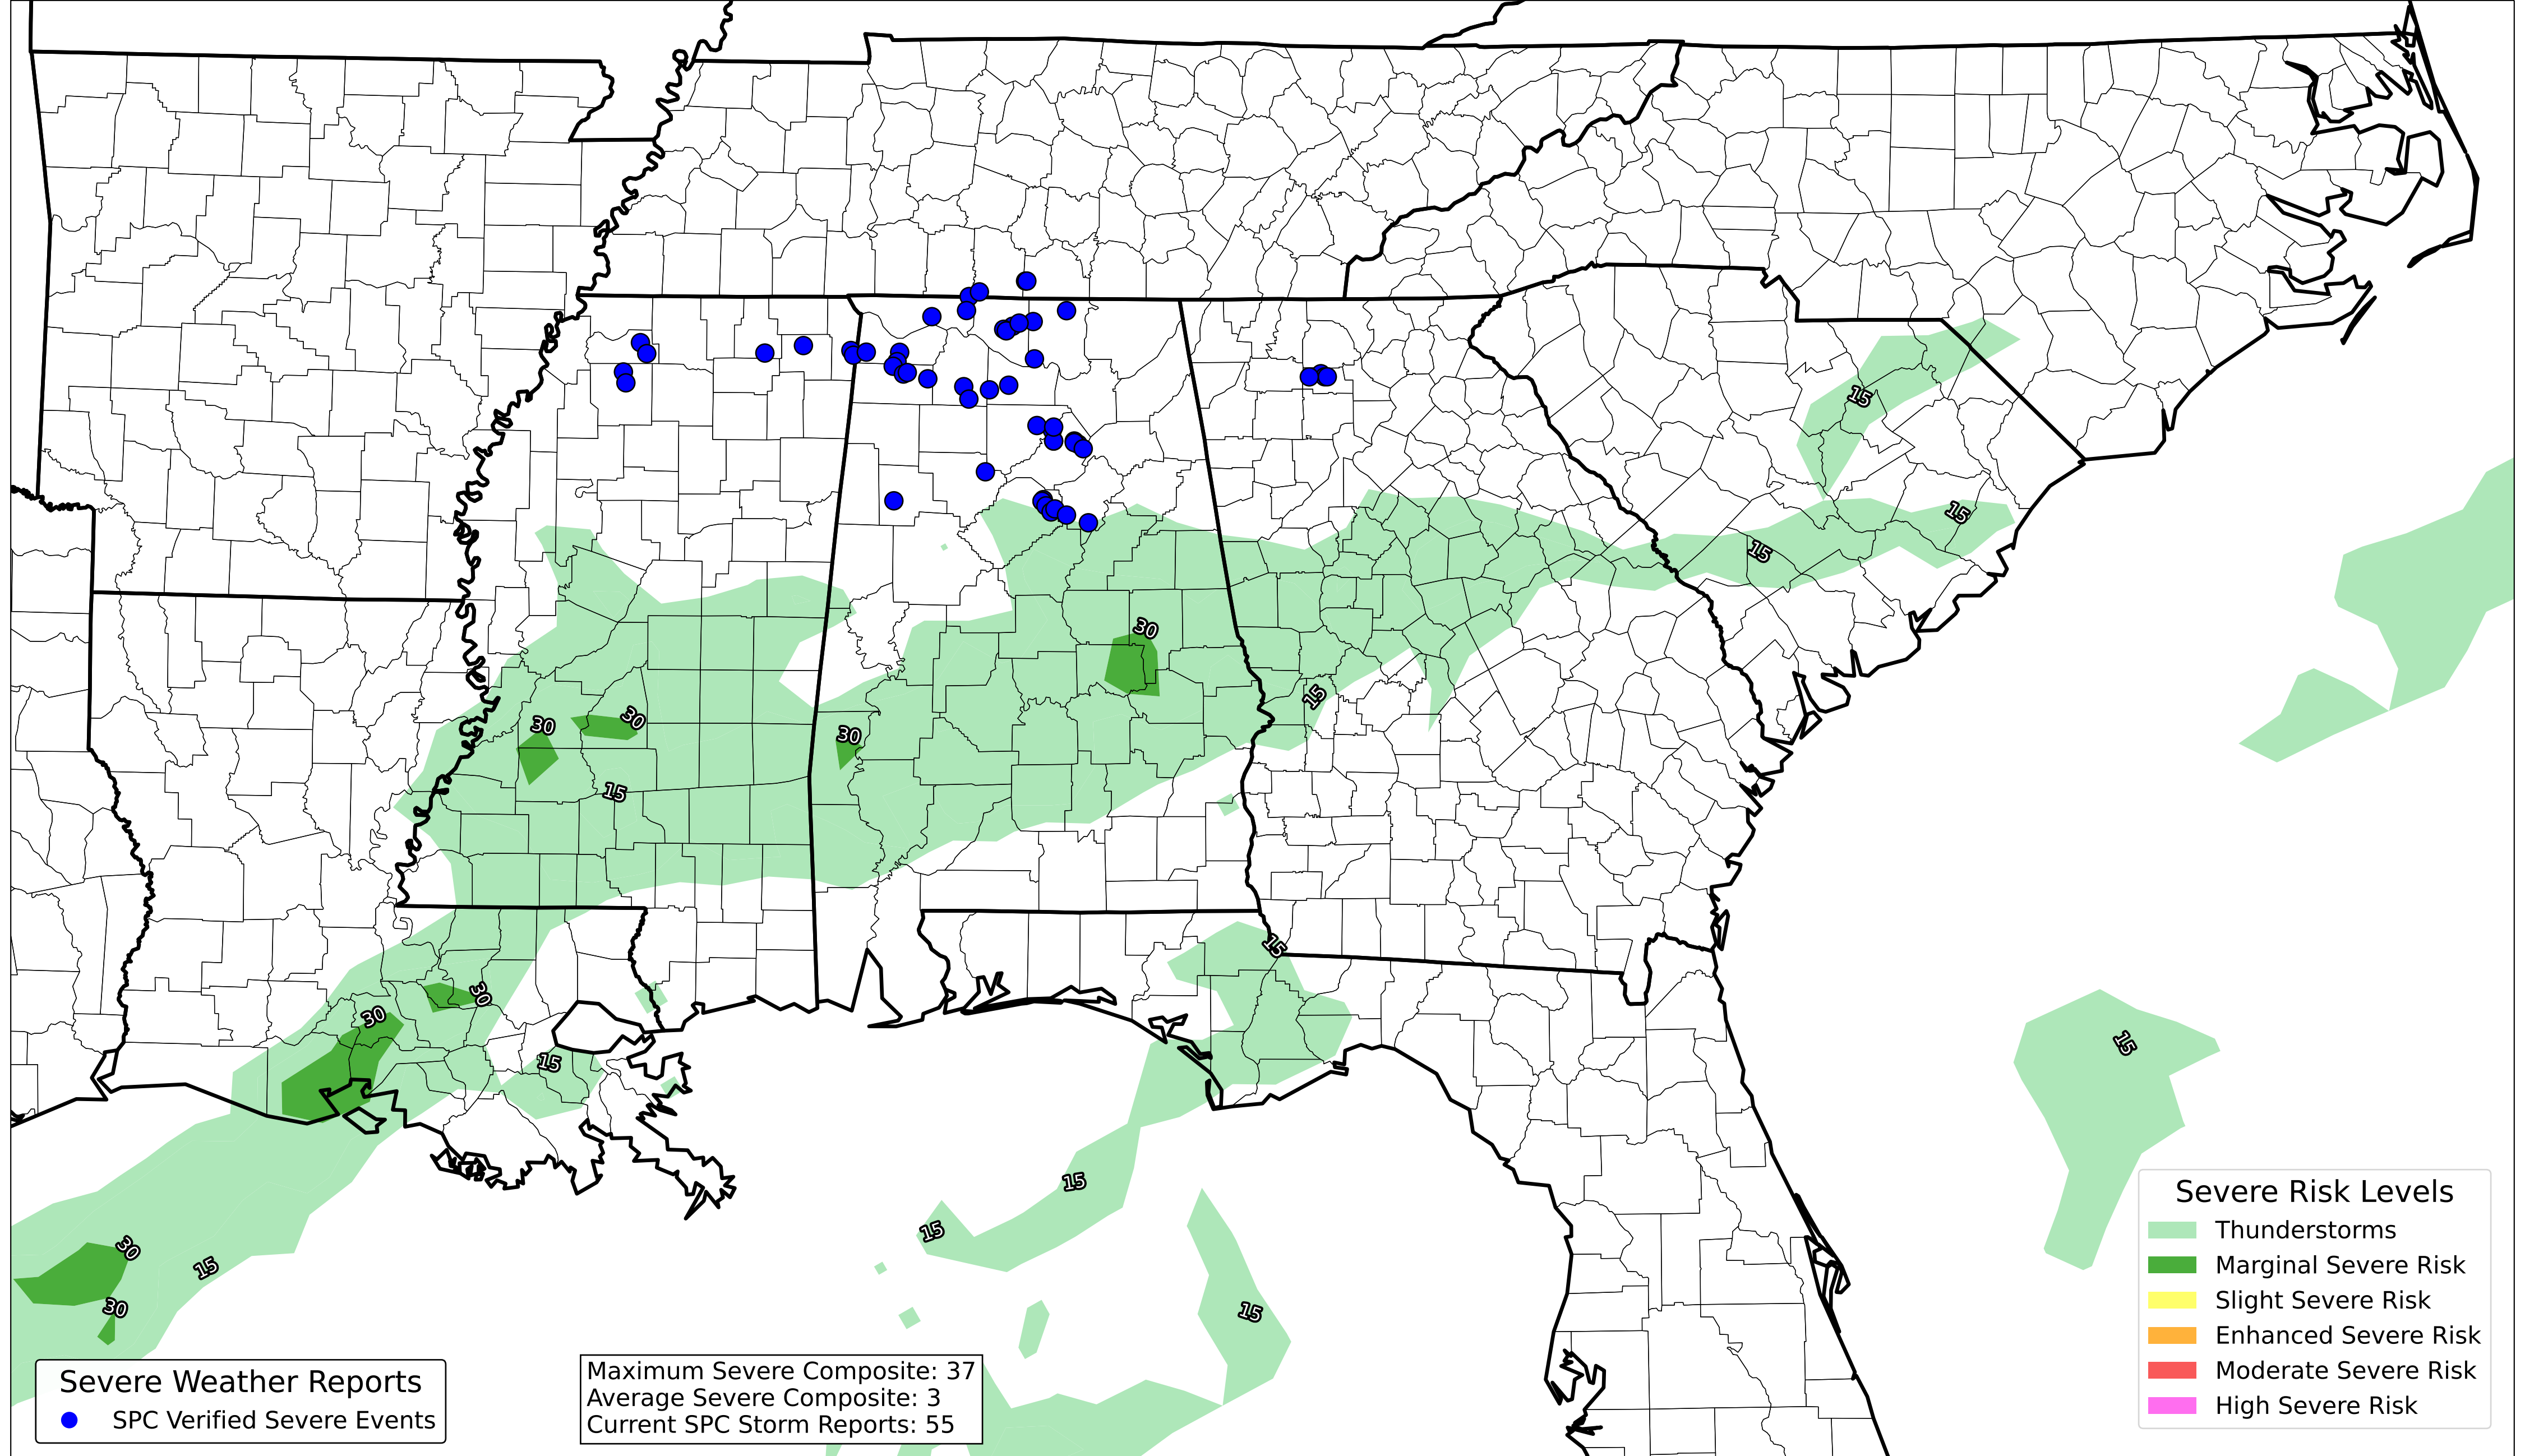 15
15
15
30
15
30
30
30
15
15
30
30
15
15
15
15
30
15
30
15
15
Severe Risk Levels
Thunderstorms
Marginal Severe Risk
Slight Severe Risk
Enhanced Severe Risk
Moderate Severe Risk
High Severe Risk
Severe Weather Reports
SPC Verified Severe Events
Maximum Severe Composite: 37
Average Severe Composite: 3
Current SPC Storm Reports: 55